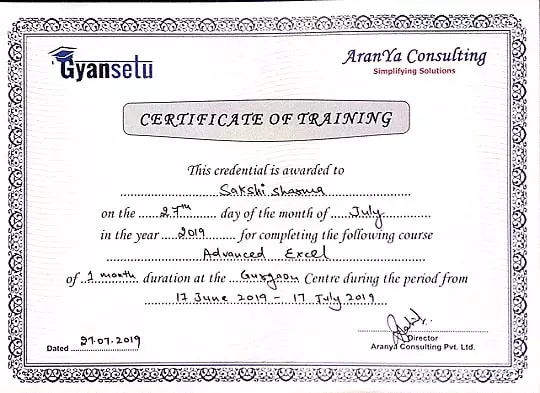 Gyansetu
AranYa Consulting
Simplifying Solutions
CERTIFICATE OF TRAINING
This credential is awarded to
Sakshi sharma
on the 27th day of the month of July
in the year 2019 for completing the following course
Advanced Excel
of 1 month duration at the Gurgaon Centre during the period from
17 June 2019 - 17 July 2019
Director
Dated 27.07.2019
Aranya Consulting Pvt. Ltd.